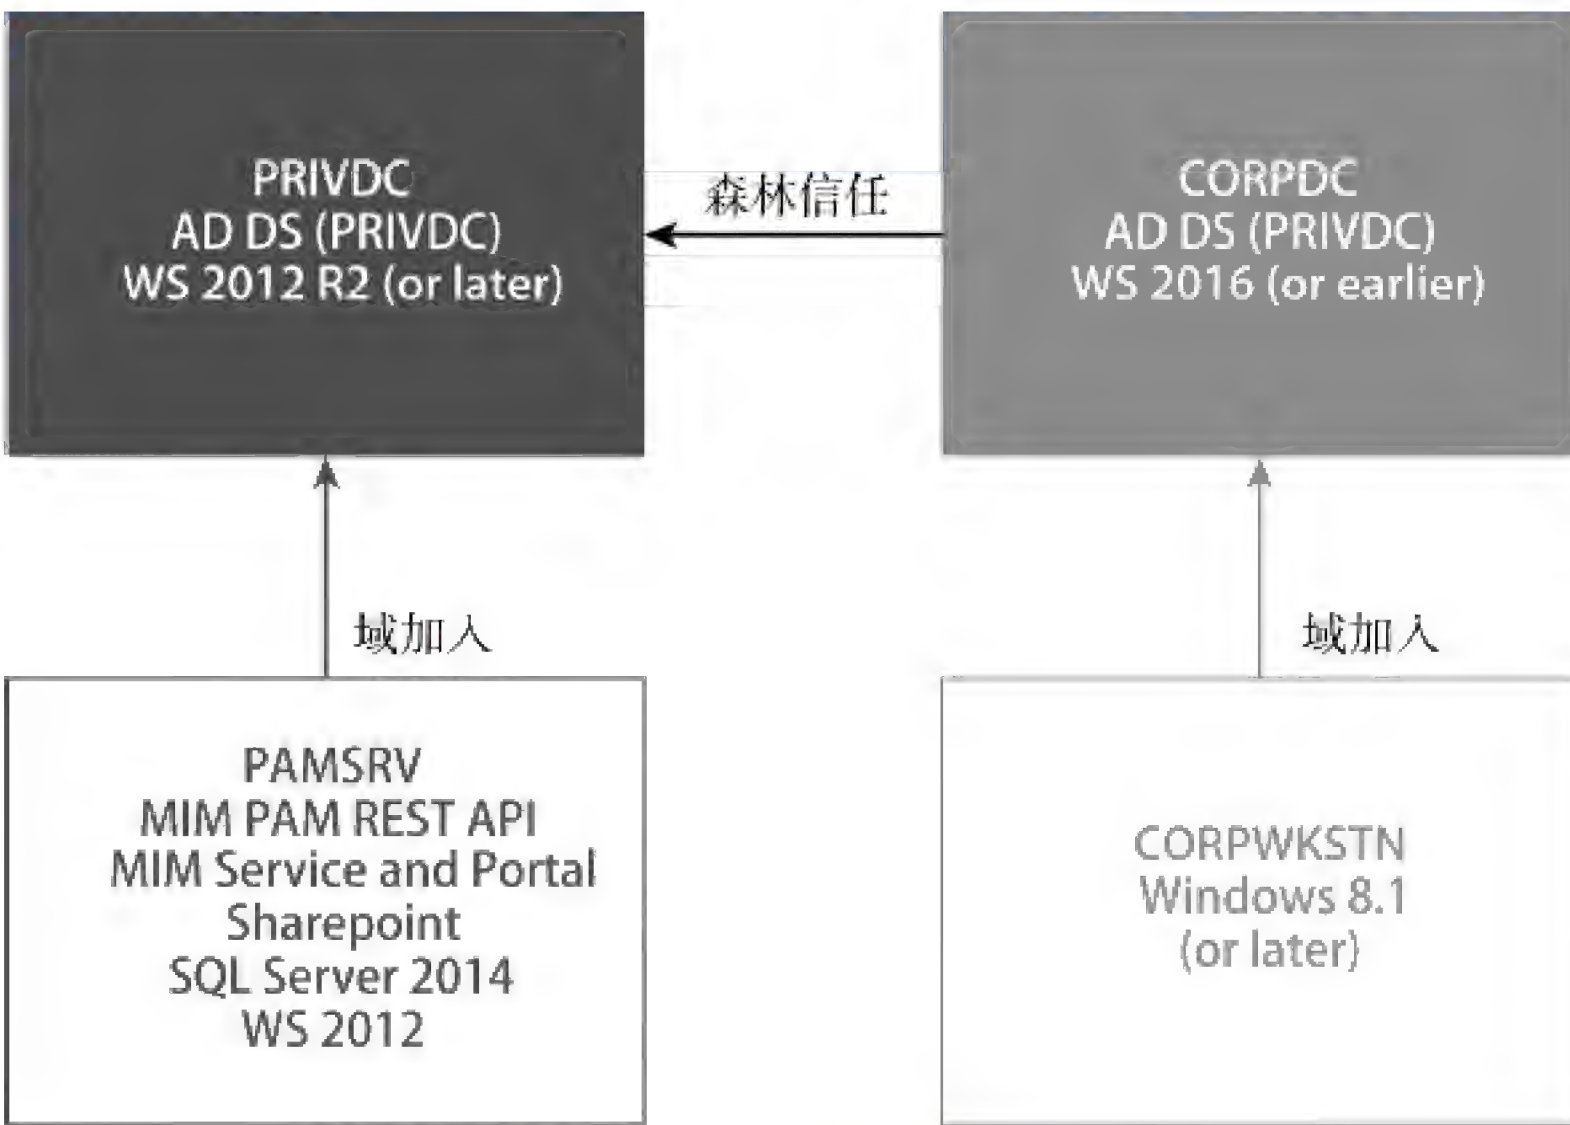 PRIVDC
AD DS (PRIVDC)
WS 2012 R2 (or later)
森林信任
CORPDC
AD DS (PRIVDC)
WS 2016 (or earlier)
域加入
域加入
PAMSRV
MIM PAM REST API
MIM Service and Portal
Sharepoint
SQL Server 2014
WS 2012
CORPWKSTN
Windows 8.1
(or later)